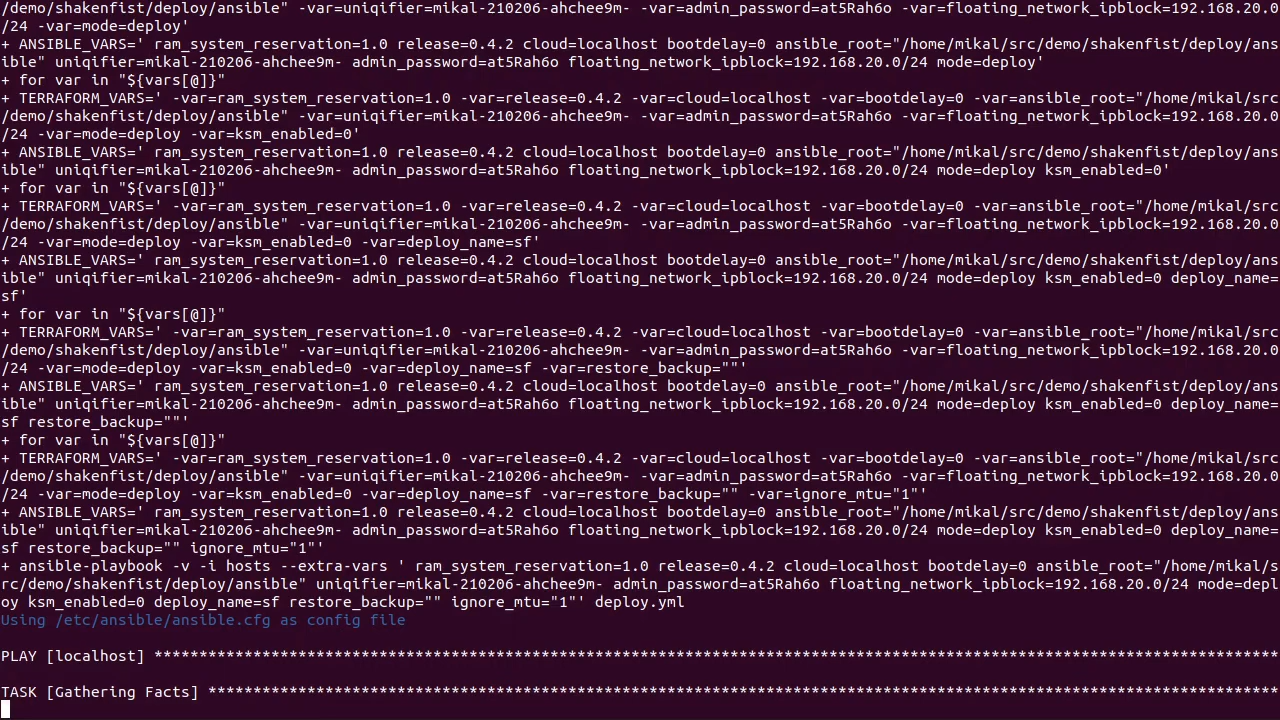 /demo/shakenfist/deploy/ansible" -var=uniqifier=mikal-210206-ahchee9m- -var=admin_password=at5Rah6o -var=floating_network_ipblock=192.168.20.0
/24 -var=mode=deploy'
+ ANSIBLE_VARS=' ram_system_reservation=1.0 release=0.4.2 cloud=localhost bootdelay=0 ansible_root="/home/mikal/src/demo/shakenfist/deploy/ans
ible" uniqifier=mikal-210206-ahchee9m- admin_password=at5Rah6o floating_network_ipblock=192.168.20.0/24 mode=deploy'
+ for var in "${vars[@]}"
+ TERRAFORM_VARS=' -var=ram_system_reservation=1.0 -var=release=0.4.2 -var=cloud=localhost -var=bootdelay=0 -var=ansible_root="/home/mikal/src
/demo/shakenfist/deploy/ansible" -var=uniqifier=mikal-210206-ahchee9m- -var=admin_password=at5Rah6o -var=floating_network_ipblock=192.168.20.0
/24 -var=mode=deploy -var=ksm_enabled=0'
+ ANSIBLE_VARS=' ram_system_reservation=1.0 release=0.4.2 cloud=localhost bootdelay=0 ansible_root="/home/mikal/src/demo/shakenfist/deploy/ans
ible" uniqifier=mikal-210206-ahchee9m- admin_password=at5Rah6o floating_network_ipblock=192.168.20.0/24 mode=deploy ksm_enabled=0'
+ for var in "${vars[@]}"
+ TERRAFORM_VARS=' -var=ram_system_reservation=1.0 -var=release=0.4.2 -var=cloud=localhost -var=bootdelay=0 -var=ansible_root="/home/mikal/src
/demo/shakenfist/deploy/ansible" -var=uniqifier=mikal-210206-ahchee9m- -var=admin_password=at5Rah6o -var=floating_network_ipblock=192.168.20.0
/24 -var=mode=deploy -var=ksm_enabled=0 -var=deploy_name=sf'
+ ANSIBLE_VARS=' ram_system_reservation=1.0 release=0.4.2 cloud=localhost bootdelay=0 ansible_root="/home/mikal/src/demo/shakenfist/deploy/ans
ible" uniqifier=mikal-210206-ahchee9m- admin_password=at5Rah6o floating_network_ipblock=192.168.20.0/24 mode=deploy ksm_enabled=0 deploy_name=
sf'
+ for var in "${vars[@]}"
+ TERRAFORM_VARS=' -var=ram_system_reservation=1.0 -var=release=0.4.2 -var=cloud=localhost -var=bootdelay=0 -var=ansible_root="/home/mikal/src
/demo/shakenfist/deploy/ansible" -var=uniqifier=mikal-210206-ahchee9m- -var=admin_password=at5Rah6o -var=floating_network_ipblock=192.168.20.0
/24 -var=mode=deploy -var=ksm_enabled=0 -var=deploy_name=sf -var=restore_backup=""'
+ ANSIBLE_VARS=' ram_system_reservation=1.0 release=0.4.2 cloud=localhost bootdelay=0 ansible_root="/home/mikal/src/demo/shakenfist/deploy/ans
ible" uniqifier=mikal-210206-ahchee9m- admin_password=at5Rah6o floating_network_ipblock=192.168.20.0/24 mode=deploy ksm_enabled=0 deploy_name=
sf restore_backup=""'
+ for var in "${vars[@]}"
+ TERRAFORM_VARS=' -var=ram_system_reservation=1.0 -var=release=0.4.2 -var=cloud=localhost -var=bootdelay=0 -var=ansible_root="/home/mikal/src
/demo/shakenfist/deploy/ansible" -var=uniqifier=mikal-210206-ahchee9m- -var=admin_password=at5Rah6o -var=floating_network_ipblock=192.168.20.0
/24 -var=mode=deploy -var=ksm_enabled=0 -var=deploy_name=sf -var=restore_backup="" -var=ignore_mtu="1"'
+ ANSIBLE_VARS=' ram_system_reservation=1.0 release=0.4.2 cloud=localhost bootdelay=0 ansible_root="/home/mikal/src/demo/shakenfist/deploy/ans
ible" uniqifier=mikal-210206-ahchee9m- admin_password=at5Rah6o floating_network_ipblock=192.168.20.0/24 mode=deploy ksm_enabled=0 deploy_name=
sf restore_backup="" ignore_mtu="1"'
+ ansible-playbook -v -i hosts --extra-vars ' ram_system_reservation=1.0 release=0.4.2 cloud=localhost bootdelay=0 ansible_root="/home/mikal/s
rc/demo/shakenfist/deploy/ansible" uniqifier=mikal-210206-ahchee9m- admin_password=at5Rah6o floating_network_ipblock=192.168.20.0/24 mode=depl
oy ksm_enabled=0 deploy_name=sf restore_backup="" ignore_mtu="1"' deploy.yml
Using /etc/ansible/ansible.cfg as config file
PLAY [localhost] *****************************************************************************************************************************
TASK [Gathering Facts] ***********************************************************************************************************************